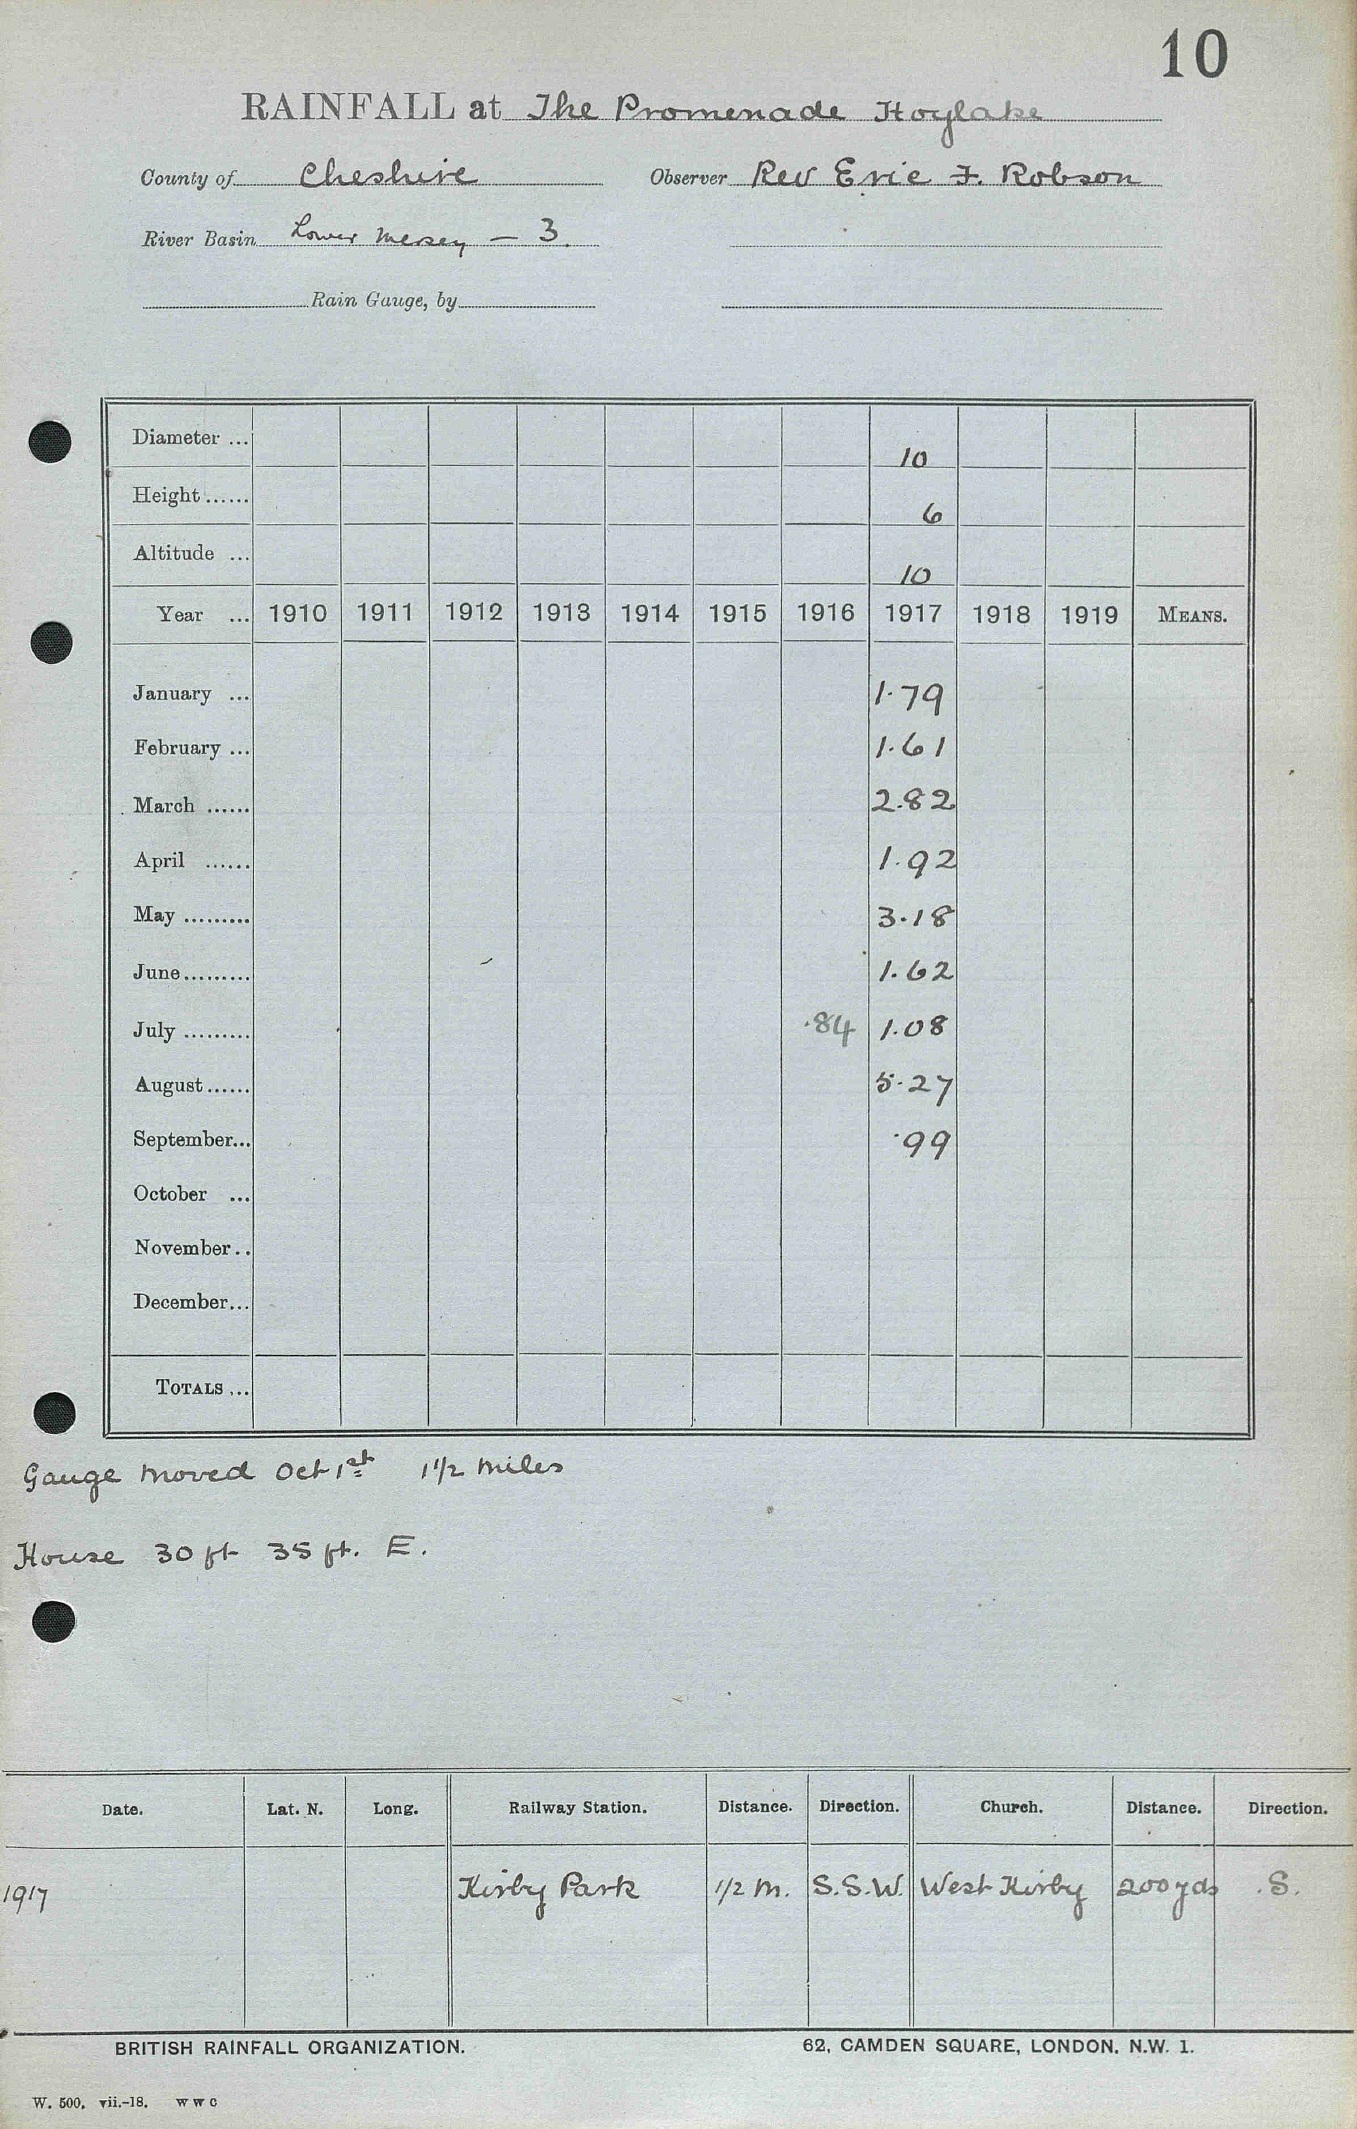 10
RAINFALL at The Promenade Hoylake
County of Cheshire Observer Rev Eric F. Robson
River Basin Lower Mersey — 3.
Rain Gauge, by
Diameter ... 10
Height ...... 6
Altitude ... 10
Year ... 1910 1911 1912 1913 1914 1915 1916 1917 1918 1919 MEANS.
January ... 1.79
February ... 1.61
March ...... 2.82
April ...... 1.92
May ......... 3.18
June ......... 1.62
July ......... .84 1.08
August ...... 5.27
September... .99
October ...
November ..
December...
TOTALS ...
Gauge moved Oct 1st 1 1/2 miles
House 30 ft 35 ft. E.
Date. Lat. N. Long. Railway Station. Distance. Direction. Church. Distance. Direction.
1917 Kirby Park 1/2 m. S.S.W. West Kirby 200 yds S.
BRITISH RAINFALL ORGANIZATION. 62, CAMDEN SQUARE, LONDON. N.W. 1.
W. 500. vii.-18. W W C